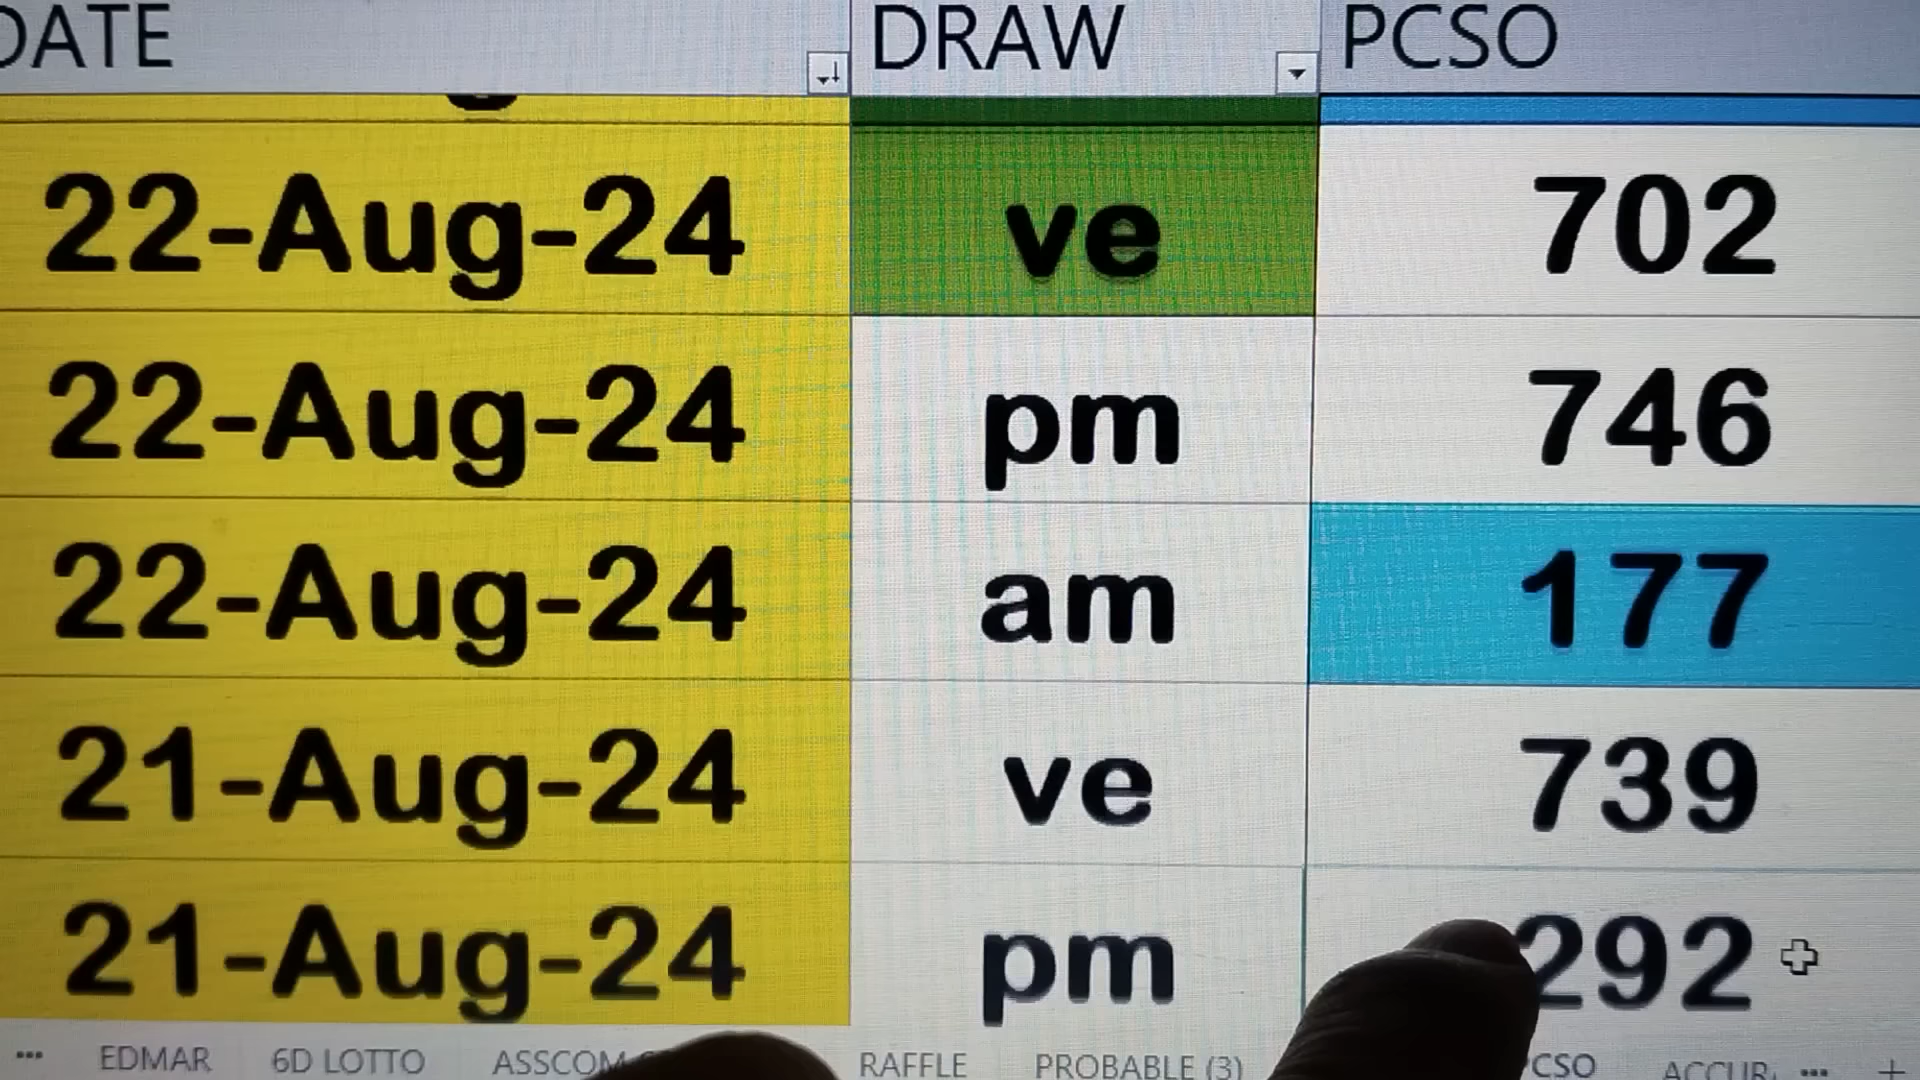 DATE DRAW PCSO
22-Aug-24 ve 702
22-Aug-24 pm 746
22-Aug-24 am 177
21-Aug-24 ve 739
21-Aug-24 pm 292
... EDMAR 6D LOTTO RAFFLE PROBABLE (3) PCSO ... +